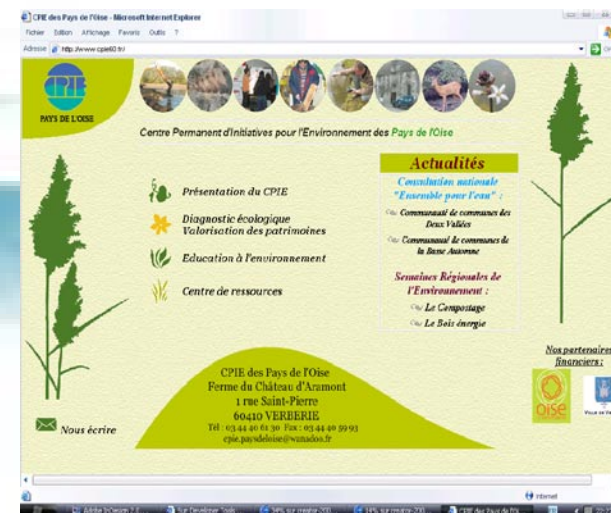 CPIE des Pays de l'Oise - Microsoft Internet Explorer
Fichier Edition Affichage Favoris Outils ?
Adresse http://www.cpie60.fr/
CPIE
PAYS DE L'OISE
Centre Permanent d'Initiatives pour l'Environnement des Pays de l'Oise
Présentation du CPIE
Diagnostic écologique
Valorisation des patrimoines
Education à l'environnement
Centre de ressources
Actualités
Consultation nationale
"Ensemble pour l'eau" :
Communauté de communes des
Deux Vallées
Communauté de communes de
la Basse Automne
Semaines Régionales de
l'Environnement :
Le Compostage
Le Bois énergie
Nos partenaires
financiers :
oise
CPIE des Pays de l'Oise
Ferme du Château d'Aramont
1 rue Saint-Pierre
60410 VERBERIE
Tél : 03 44 40 61 30 Fax : 03 44 40 59 93
cpie.paysdeloise@wanadoo.fr
Nous écrire
Internet